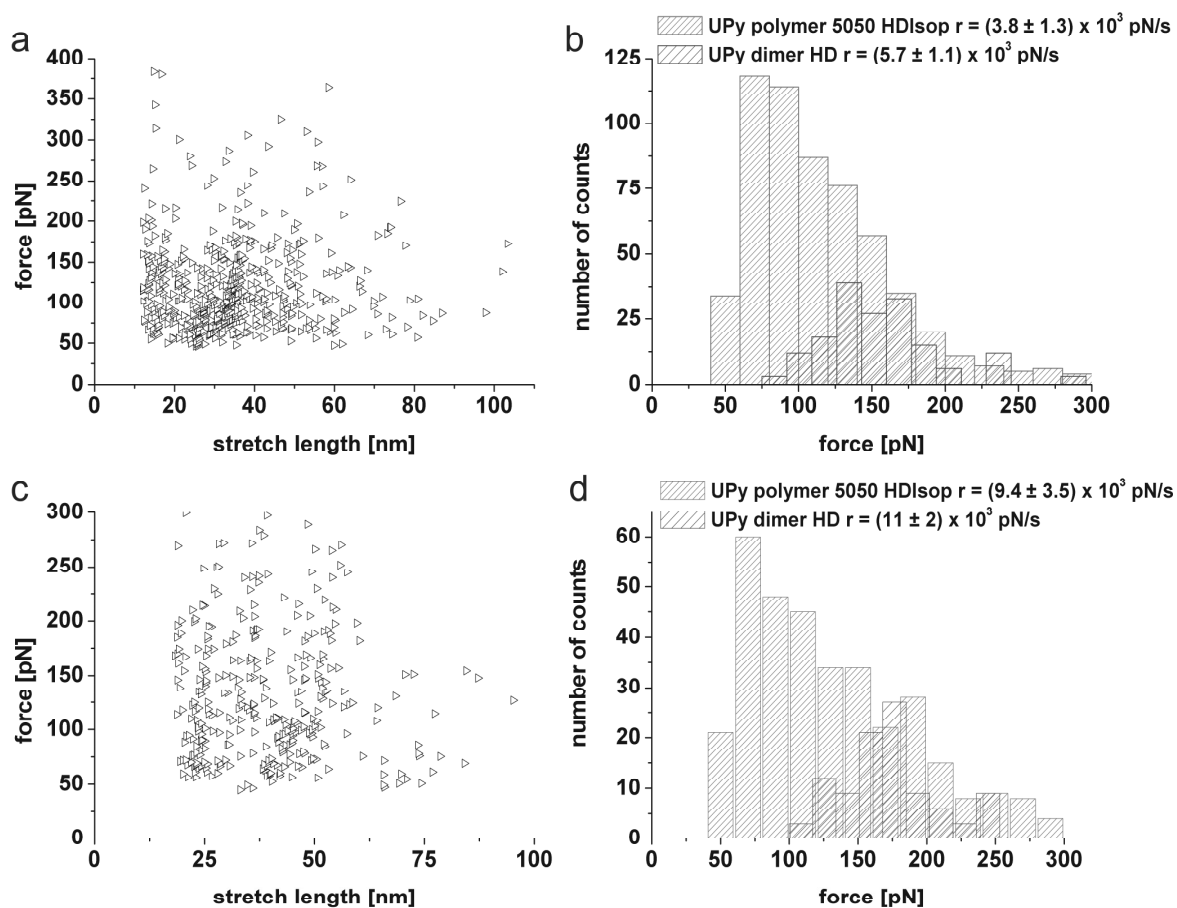 a
400
350
300
250
200
150
100
50
0
force [pN]
0 20 40 60 80 100
stretch length [nm]
b
UPy polymer 5050 HDIsop r = (3.8 ± 1.3) x 10³ pN/s
UPy dimer HD r = (5.7 ± 1.1) x 10³ pN/s
125
100
75
50
25
0
number of counts
0 50 100 150 200 250 300
force [pN]
c
300
250
200
150
100
50
0
force [pN]
0 25 50 75 100
stretch length [nm]
d
UPy polymer 5050 HDIsop r = (9.4 ± 3.5) x 10³ pN/s
UPy dimer HD r = (11 ± 2) x 10³ pN/s
60
50
40
30
20
10
0
number of counts
0 50 100 150 200 250 300
force [pN]